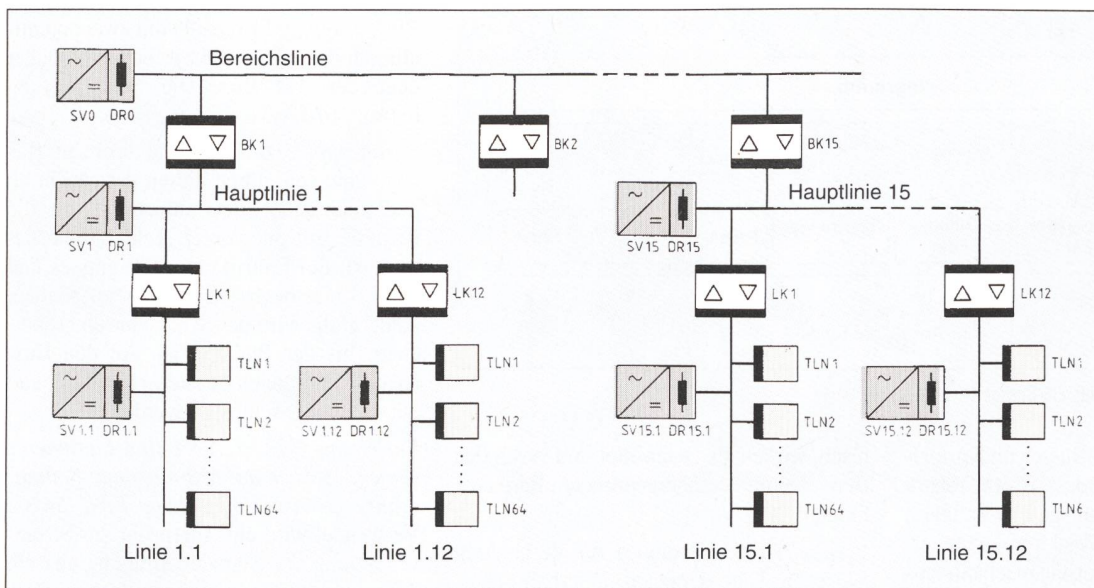 Bereichslinie
SV0 DR0
BK1
BK2
BK15
Hauptlinie 1
Hauptlinie 15
SV1 DR1
SV15 DR15
LK1
LK12
LK1
LK12
TLN1
TLN1
TLN1
TLN1
SV1.1 DR1.1
SV1.12 DR1.12
SV15.1 DR15.1
SV15.12 DR15.12
TLN2
TLN2
TLN2
TLN2
TLN64
TLN64
TLN64
TLN6
Linie 1.1
Linie 1.12
Linie 15.1
Linie 15.12